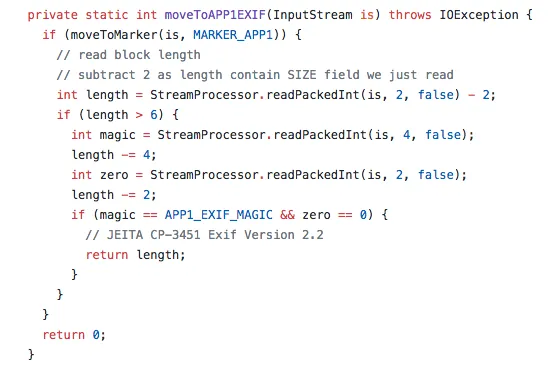 private static int moveToAPP1EXIF(InputStream is) throws IOException {
  if (moveToMarker(is, MARKER_APP1)) {
    // read block length
    // subtract 2 as length contain SIZE field we just read
    int length = StreamProcessor.readPackedInt(is, 2, false) - 2;
    if (length > 6) {
      int magic = StreamProcessor.readPackedInt(is, 4, false);
      length -= 4;
      int zero = StreamProcessor.readPackedInt(is, 2, false);
      length -= 2;
      if (magic == APP1_EXIF_MAGIC && zero == 0) {
        // JEITA CP-3451 Exif Version 2.2
        return length;
      }
    }
  }
  return 0;
}